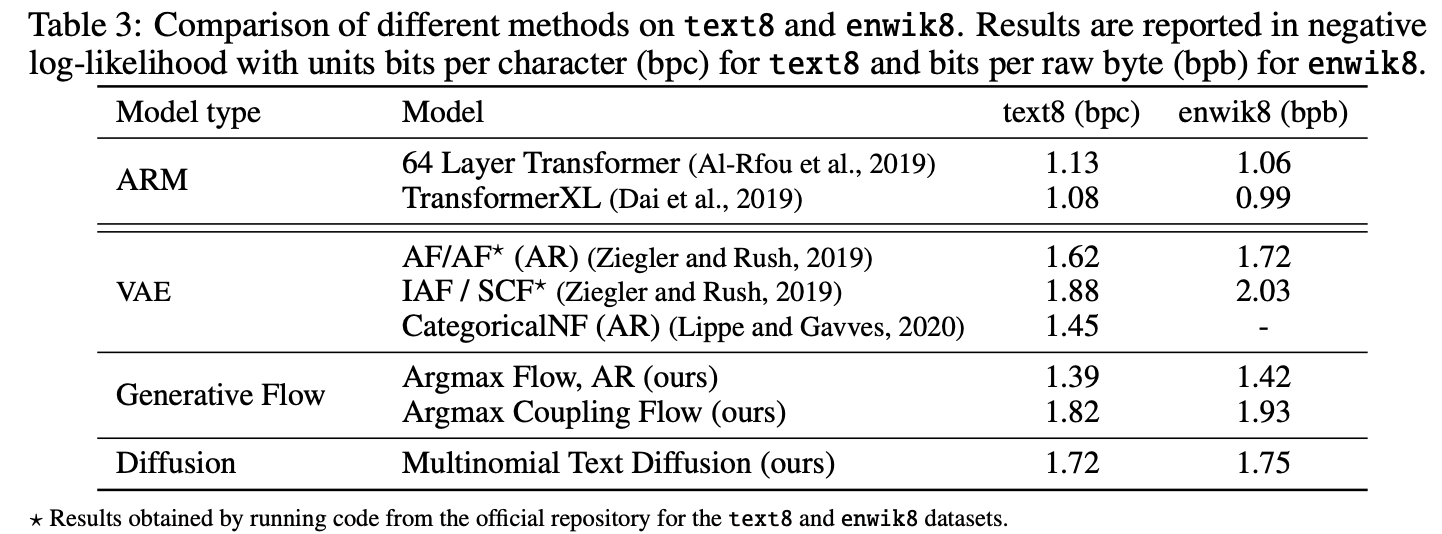 Table 3: Comparison of different methods on text8 and enwik8. Results are reported in negative
log-likelihood with units bits per character (bpc) for text8 and bits per raw byte (bpb) for enwik8.
Model type Model text8 (bpc) enwik8 (bpb)
ARM
64 Layer Transformer (Al-Rfou et al., 2019) 1.13 1.06
TransformerXL (Dai et al., 2019) 1.08 0.99
VAE
AF/AF⋆ (AR) (Ziegler and Rush, 2019) 1.62 1.72
IAF / SCF⋆ (Ziegler and Rush, 2019) 1.88 2.03
CategoricalNF (AR) (Lippe and Gavves, 2020) 1.45 -
Generative Flow
Argmax Flow, AR (ours) 1.39 1.42
Argmax Coupling Flow (ours) 1.82 1.93
Diffusion Multinomial Text Diffusion (ours) 1.72 1.75
⋆ Results obtained by running code from the official repository for the text8 and enwik8 datasets.